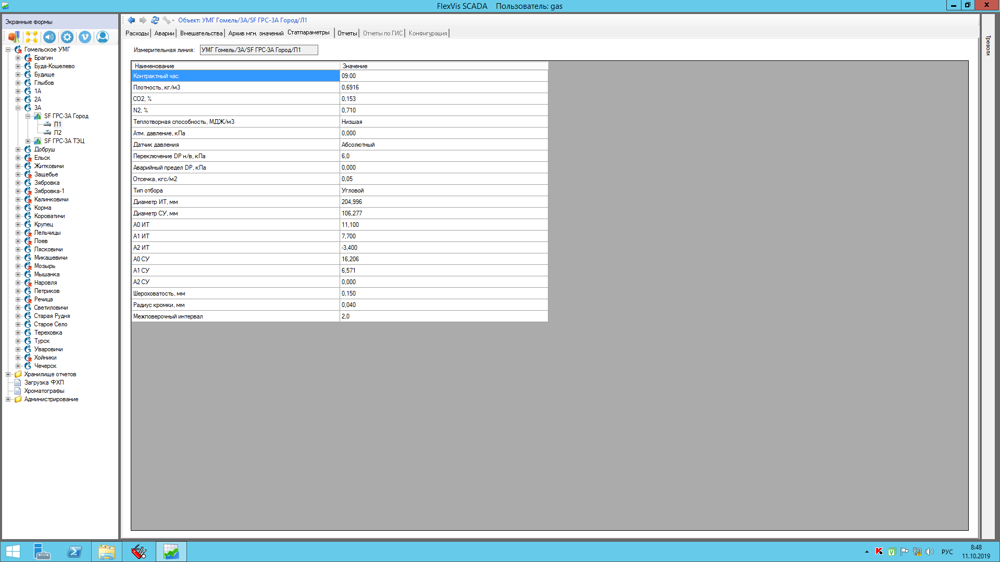 FlexVis SCADA    Пользователь: gas
Экранные формы
Объект: УМГ Гомель/3А/SF ГРС-3А Город/Л1
Расходы
Аварии
Вмешательства
Архив мгн. значений
Статпараметры
Отчеты
Отчеты по ГИС
Конфигурация
Измерительная линия: УМГ Гомель/3А/SF ГРС-3А Город/Л1
Гомельское УМГ
Брагин
Буда-Кошелево
Будище
Глыбов
1А
2А
3А
SF ГРС-3А Город
Л1
Л2
SF ГРС-3А ТЭЦ
Добруш
Ельск
Житковичи
Защебье
Зябровка
Зябровка-1
Калинковичи
Корма
Короватичи
Крупец
Лельчицы
Лоев
Лясковичи
Микашевичи
Мозырь
Мышанка
Наровля
Петриков
Речица
Светиловичи
Старая Рудня
Старое Село
Тереховка
Турск
Уваровичи
Хойники
Чечерск
Хранилище отчетов
Загрузка ФХП
Хроматографы
Администрирование
Наименование Значение
Контрактный час 09:00
Плотность, кг/м3 0,6916
CO2, % 0,153
N2, % 0,710
Теплотворная способность, МДЖ/м3 Низшая
Атм. давление, кПа 0,000
Датчик давления Абсолютный
Переключение DP н/в, кПа 6,0
Аварийный предел DP, кПа 0,000
Отсечка, кгс/м2 0,05
Тип отбора Угловой
Диаметр ИТ, мм 204,996
Диаметр СУ, мм 106,277
A0 ИТ 11,100
A1 ИТ 7,700
A2 ИТ -3,400
A0 СУ 16,206
A1 СУ 6,571
A2 СУ 0,000
Шероховатость, мм 0,150
Радиус кромки, мм 0,040
Межповерочный интервал 2,0
Тревоги
РУС
8:48
11.10.2019